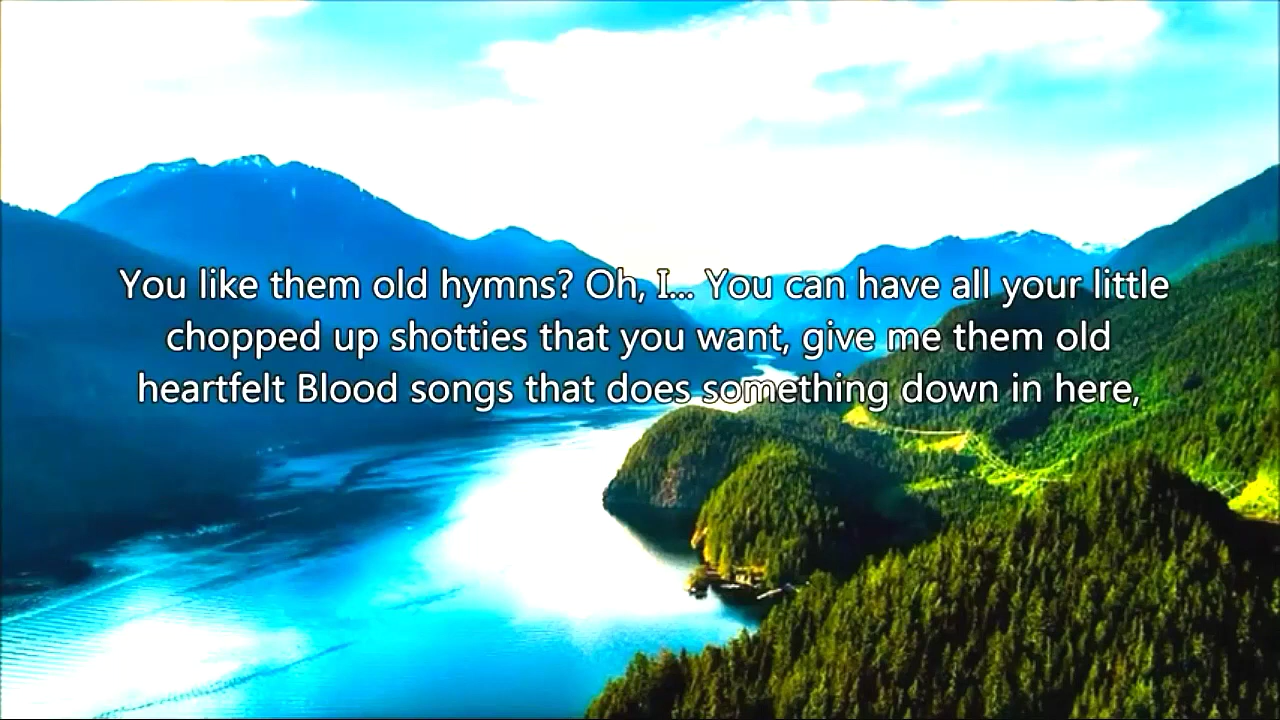 You like them old hymns? Oh, I... You can have all your little
chopped up shotties that you want, give me them old
heartfelt Blood songs that does something down in here,